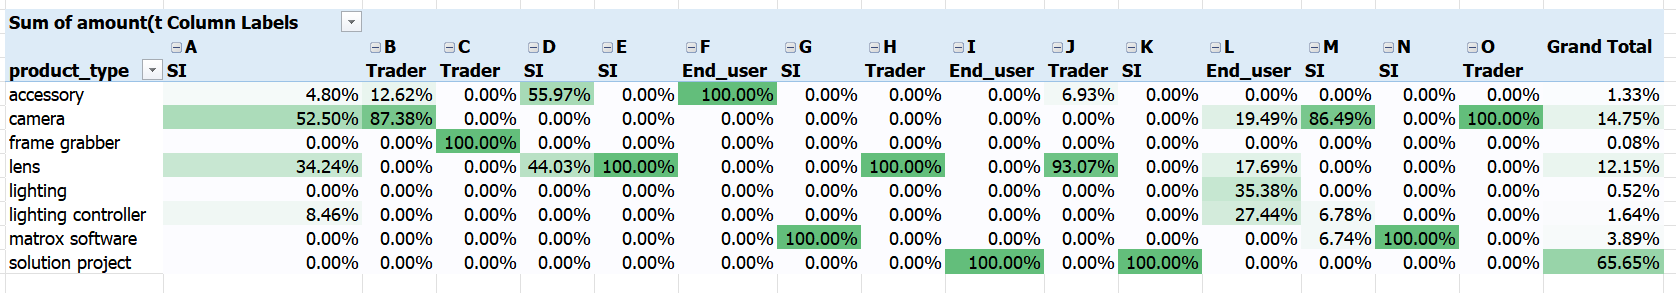 Sum of amount(t Column Labels
A B C D E F G H I J K L M N O Grand Total
product_type SI Trader Trader SI SI End_user SI Trader End_user Trader SI End_user SI SI Trader
accessory 4.80% 12.62% 0.00% 55.97% 0.00% 100.00% 0.00% 0.00% 0.00% 6.93% 0.00% 0.00% 0.00% 0.00% 0.00% 1.33%
camera 52.50% 87.38% 0.00% 0.00% 0.00% 0.00% 0.00% 0.00% 0.00% 0.00% 0.00% 19.49% 86.49% 0.00% 100.00% 14.75%
frame grabber 0.00% 0.00% 100.00% 0.00% 0.00% 0.00% 0.00% 0.00% 0.00% 0.00% 0.00% 0.00% 0.00% 0.00% 0.00% 0.08%
lens 34.24% 0.00% 0.00% 44.03% 100.00% 0.00% 0.00% 100.00% 0.00% 93.07% 0.00% 17.69% 0.00% 0.00% 0.00% 12.15%
lighting 0.00% 0.00% 0.00% 0.00% 0.00% 0.00% 0.00% 0.00% 0.00% 0.00% 0.00% 35.38% 0.00% 0.00% 0.00% 0.52%
lighting controller 8.46% 0.00% 0.00% 0.00% 0.00% 0.00% 0.00% 0.00% 0.00% 0.00% 0.00% 27.44% 6.78% 0.00% 0.00% 1.64%
matrox software 0.00% 0.00% 0.00% 0.00% 0.00% 0.00% 100.00% 0.00% 0.00% 0.00% 0.00% 0.00% 6.74% 100.00% 0.00% 3.89%
solution project 0.00% 0.00% 0.00% 0.00% 0.00% 0.00% 0.00% 0.00% 100.00% 0.00% 100.00% 0.00% 0.00% 0.00% 0.00% 65.65%